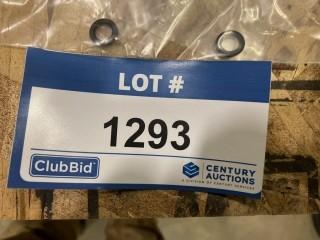 LOT #
1293
ClubBid
CENTURY
AUCTIONS
A DIVISION OF CENTURY SERVICES